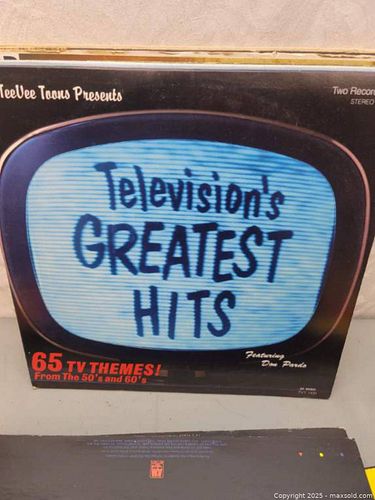 TeeVee Toons Presents
Two Record
STEREO
Television's
GREATEST
HITS
65 TV THEMES!
From The 50's and 60's
Featuring
Don Pardo
Copyright 2025 - maxsold.com